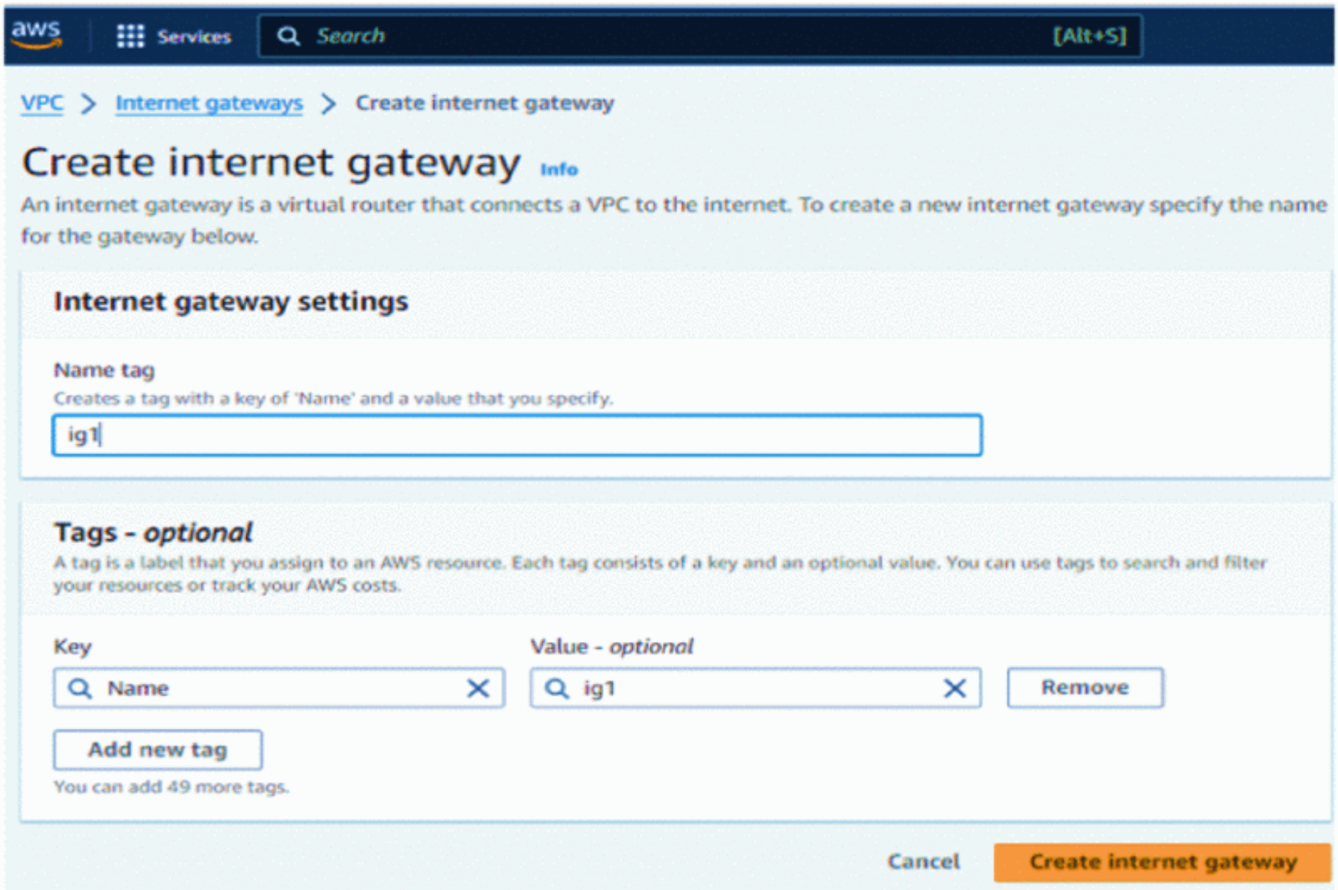 aws
Services
Search
[Alt+S]
VPC > Internet gateways > Create internet gateway
Create internet gateway Info
An internet gateway is a virtual router that connects a VPC to the internet. To create a new internet gateway specify the name
for the gateway below.
Internet gateway settings
Name tag
Creates a tag with a key of 'Name' and a value that you specify.
ig1
Tags - optional
A tag is a label that you assign to an AWS resource. Each tag consists of a key and an optional value. You can use tags to search and filter
your resources or track your AWS costs.
Key
Value - optional
Name
ig1
Remove
Add new tag
You can add 49 more tags.
Cancel
Create internet gateway